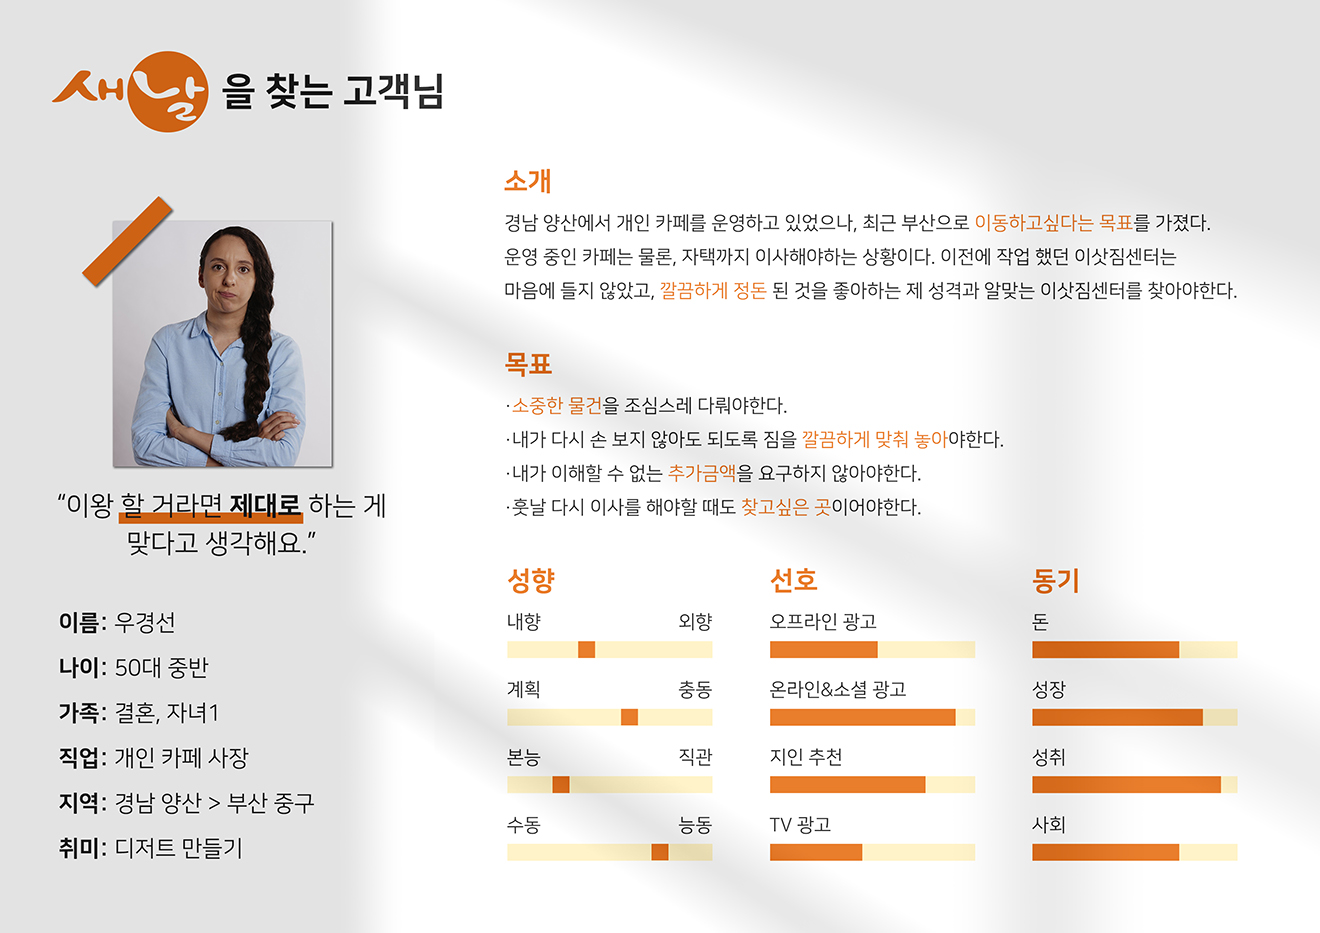 새날을 찾는 고객님
“이왕 할 거라면 제대로 하는 게
맞다고 생각해요.”
이름: 우경선
나이: 50대 중반
가족: 결혼, 자녀1
직업: 개인 카페 사장
지역: 경남 양산 > 부산 중구
취미: 디저트 만들기
소개
경남 양산에서 개인 카페를 운영하고 있었으나, 최근 부산으로 이동하고싶다는 목표를 가졌다.
운영 중인 카페는 물론, 자택까지 이사해야하는 상황이다. 이전에 작업 했던 이삿짐센터는
마음에 들지 않았고, 깔끔하게 정돈 된 것을 좋아하는 제 성격과 알맞는 이삿짐센터를 찾아야한다.
목표
·소중한 물건을 조심스레 다뤄야한다.
·내가 다시 손 보지 않아도 되도록 짐을 깔끔하게 맞춰 놓아야한다.
·내가 이해할 수 없는 추가금액을 요구하지 않아야한다.
·훗날 다시 이사를 해야할 때도 찾고싶은 곳이어야한다.
성향
내향 외향
계획 충동
본능 직관
수동 능동
선호
오프라인 광고
온라인&소셜 광고
지인 추천
TV 광고
동기
돈
성장
성취
사회